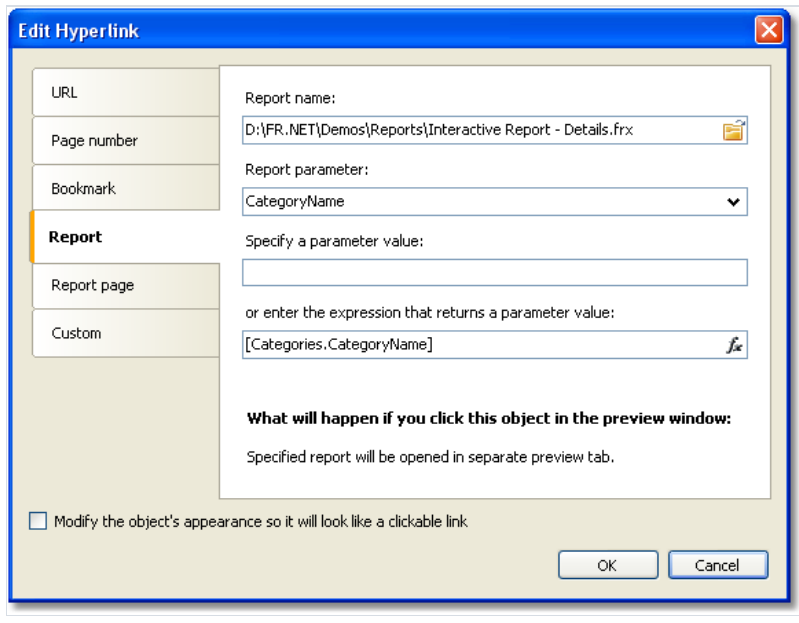 Edit Hyperlink
URL
Page number
Bookmark
Report
Report page
Custom
Report name:
D:\FR.NET\Demos\Reports\Interactive Report - Details.frx
Report parameter:
CategoryName
Specify a parameter value:
or enter the expression that returns a parameter value:
[Categories.CategoryName]
fx
What will happen if you click this object in the preview window:
Specified report will be opened in separate preview tab.
Modify the object's appearance so it will look like a clickable link
OK
Cancel